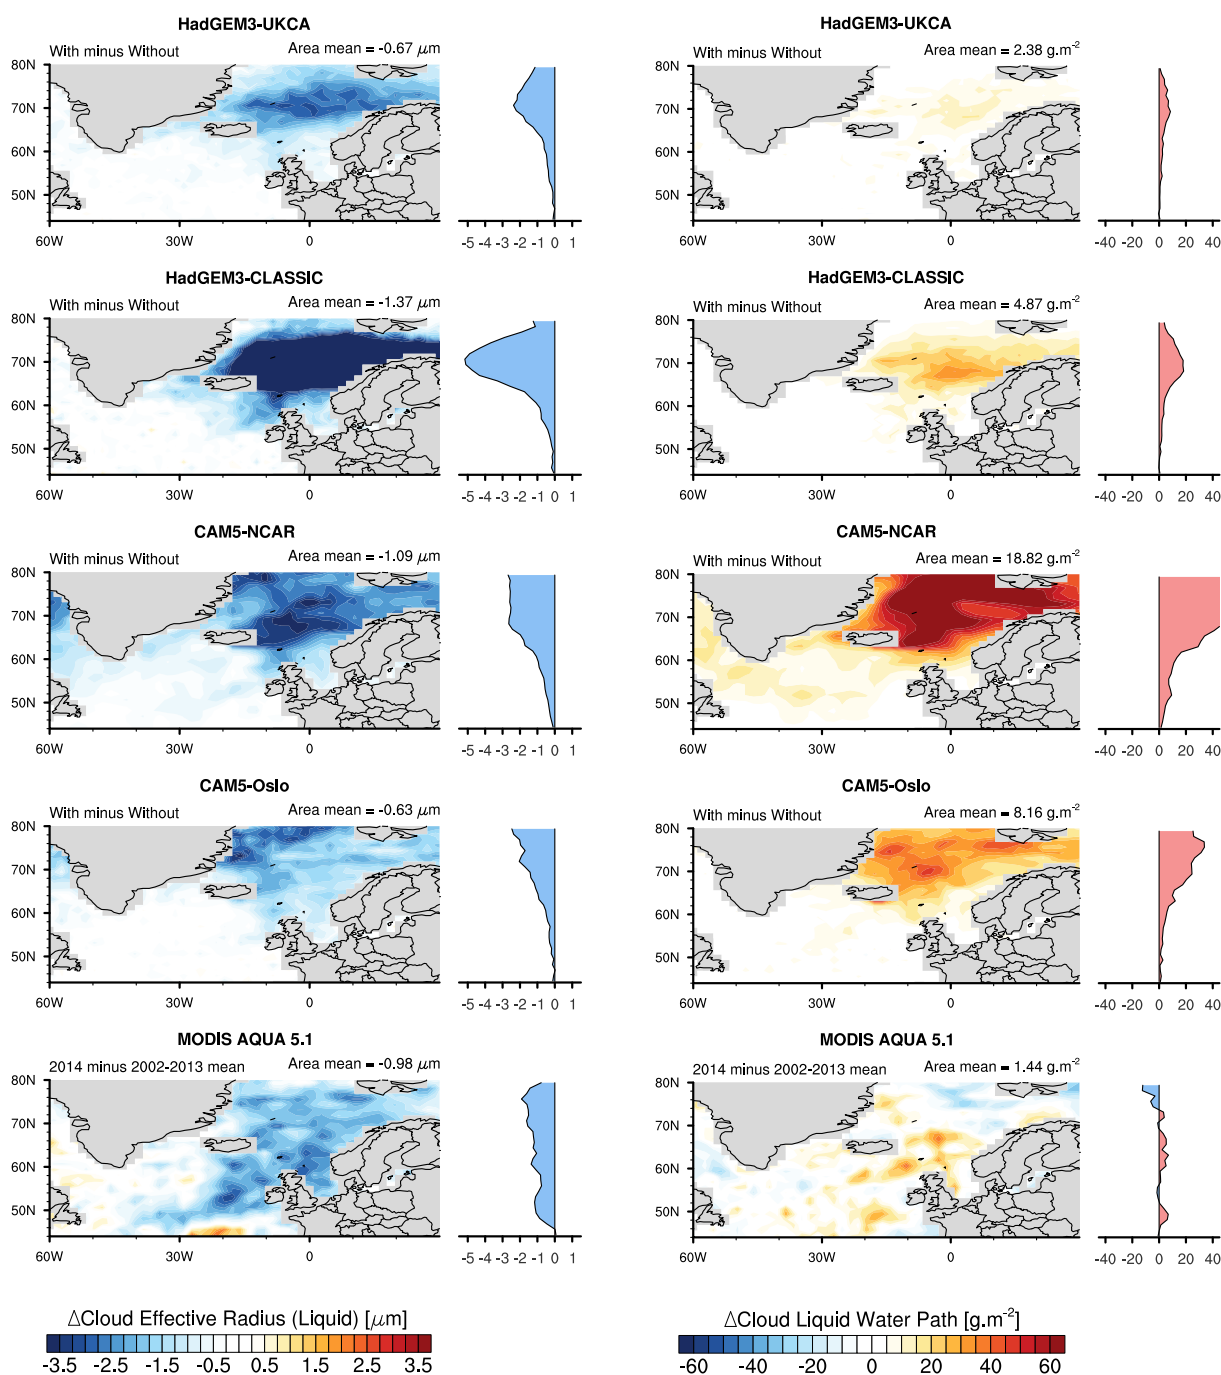 HadGEM3-UKCA
With minus Without Area mean = -0.67 μm
80N
70N
60N
50N
60W 30W 0 -5 -4 -3 -2 -1 0 1
HadGEM3-UKCA
With minus Without Area mean = 2.38 g.m-2
80N
70N
60N
50N
60W 30W 0 -40 -20 0 20 40
HadGEM3-CLASSIC
With minus Without Area mean = -1.37 μm
80N
70N
60N
50N
60W 30W 0 -5 -4 -3 -2 -1 0 1
HadGEM3-CLASSIC
With minus Without Area mean = 4.87 g.m-2
80N
70N
60N
50N
60W 30W 0 -40 -20 0 20 40
CAM5-NCAR
With minus Without Area mean = -1.09 μm
80N
70N
60N
50N
60W 30W 0 -5 -4 -3 -2 -1 0 1
CAM5-NCAR
With minus Without Area mean = 18.82 g.m-2
80N
70N
60N
50N
60W 30W 0 -40 -20 0 20 40
CAM5-Oslo
With minus Without Area mean = -0.63 μm
80N
70N
60N
50N
60W 30W 0 -5 -4 -3 -2 -1 0 1
CAM5-Oslo
With minus Without Area mean = 8.16 g.m-2
80N
70N
60N
50N
60W 30W 0 -40 -20 0 20 40
MODIS AQUA 5.1
2014 minus 2002-2013 mean Area mean = -0.98 μm
80N
70N
60N
50N
60W 30W 0 -5 -4 -3 -2 -1 0 1
MODIS AQUA 5.1
2014 minus 2002-2013 mean Area mean = 1.44 g.m-2
80N
70N
60N
50N
60W 30W 0 -40 -20 0 20 40
ΔCloud Effective Radius (Liquid) [μm]
-3.5 -2.5 -1.5 -0.5 0.5 1.5 2.5 3.5
ΔCloud Liquid Water Path [g.m-2]
-60 -40 -20 0 20 40 60